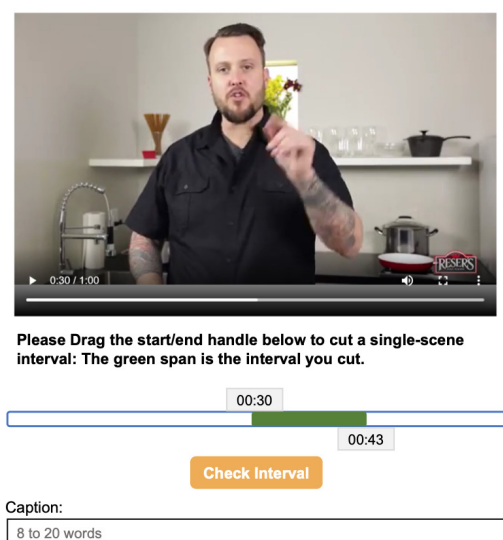 0:30 / 1:00
RESER'S
Please Drag the start/end handle below to cut a single-scene
interval: The green span is the interval you cut.
00:30
00:43
Check Interval
Caption:
8 to 20 words